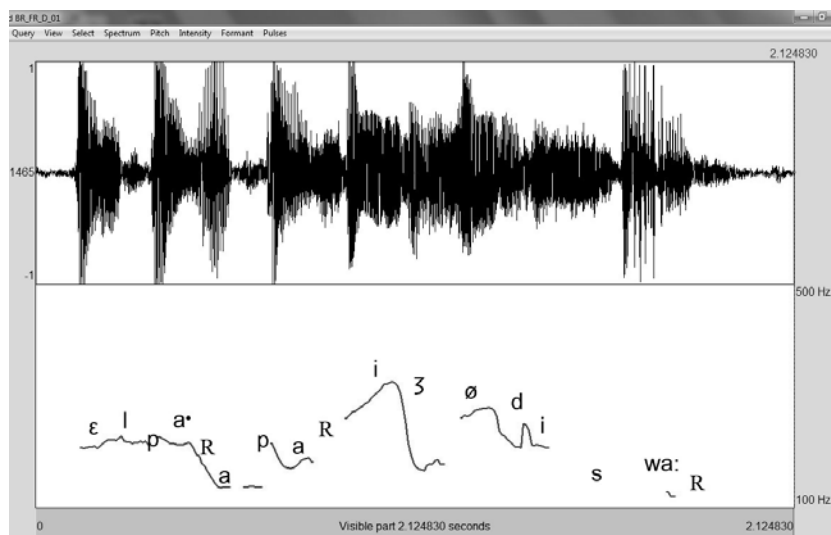 d BR_FR_D_01
Query View Select Spectrum Pitch Intensity Formant Pulses
2.124830
1
1465
-1
500 Hz
i ʒ
ø d
ɛ l p a• R a p a R i
s wa: R
100 Hz
0 Visible part 2.124830 seconds 2.124830